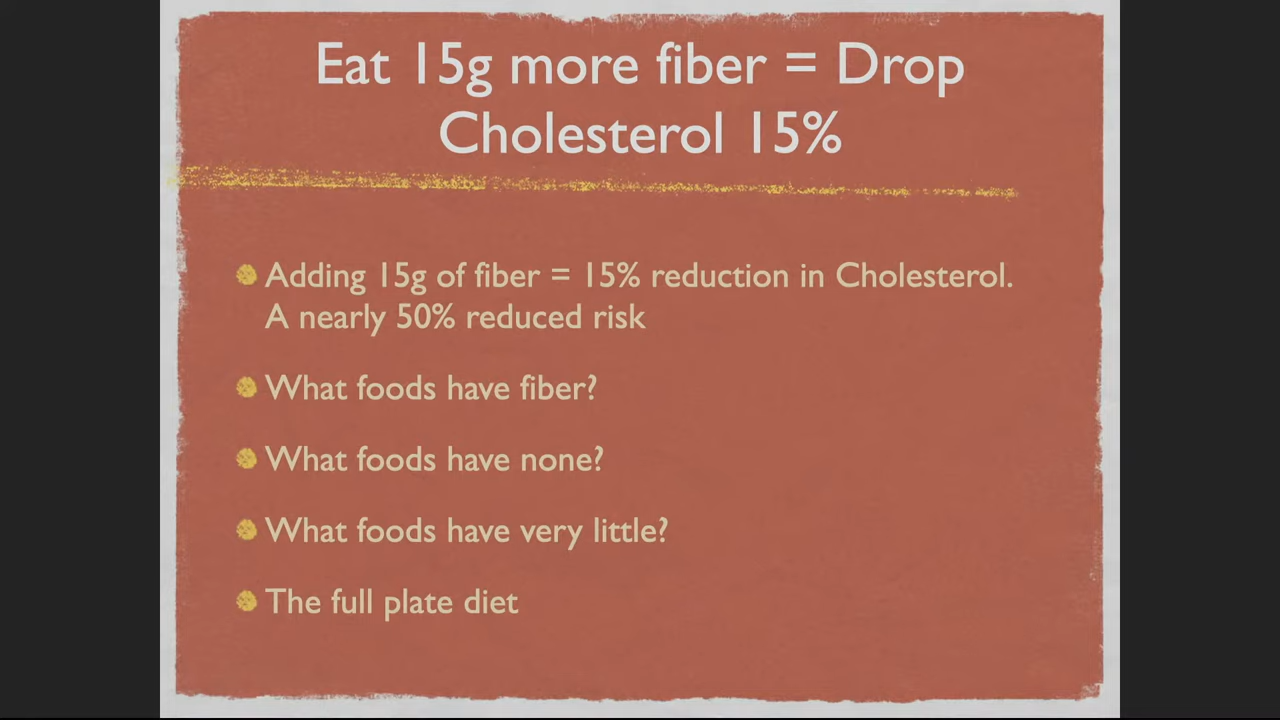 Eat 15g more fiber = Drop
Cholesterol 15%
Adding 15g of fiber = 15% reduction in Cholesterol.
A nearly 50% reduced risk
What foods have fiber?
What foods have none?
What foods have very little?
The full plate diet